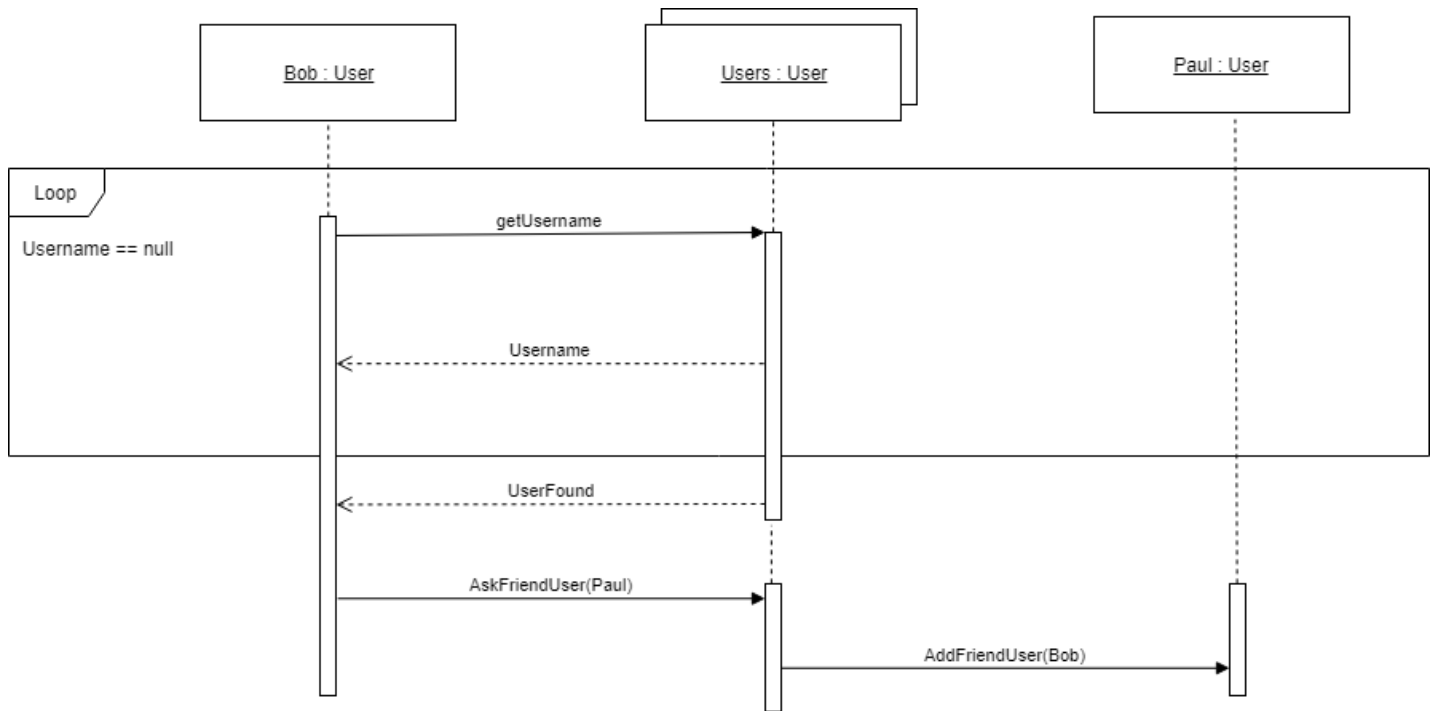 Bob : User
Users : User
Paul : User
Loop
Username == null
getUsername
Username
UserFound
AskFriendUser(Paul)
AddFriendUser(Bob)